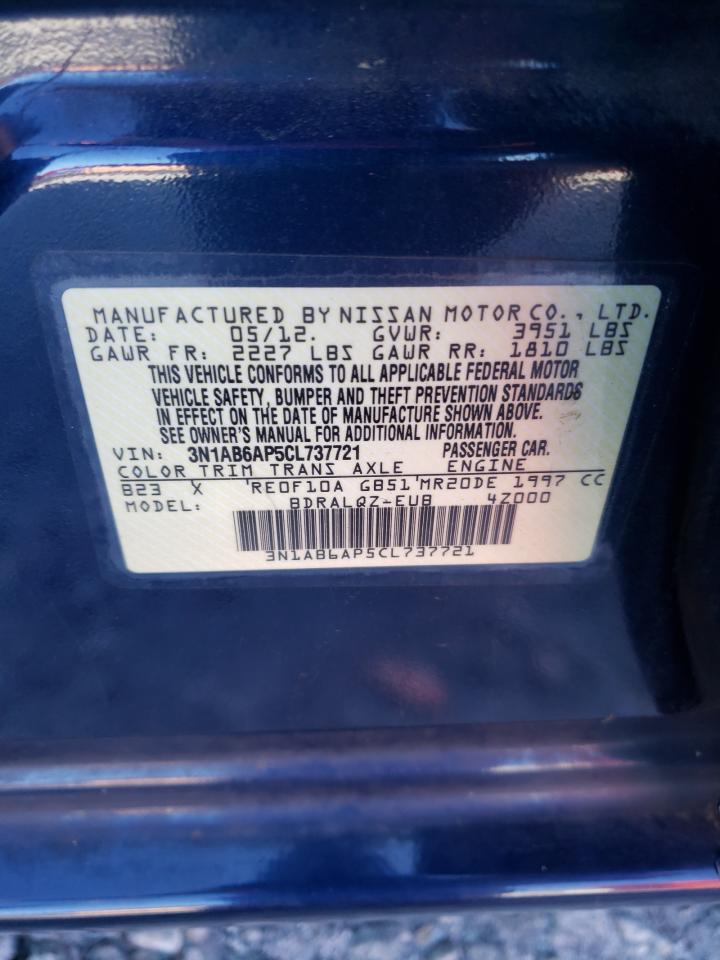 MANUFACTURED BY NISSAN MOTOR CO., LTD.
DATE: 05/12. GVWR: 3951 LBS
GAWR FR: 2227 LBS GAWR RR: 1810 LBS
THIS VEHICLE CONFORMS TO ALL APPLICABLE FEDERAL MOTOR
VEHICLE SAFETY, BUMPER AND THEFT PREVENTION STANDARDS
IN EFFECT ON THE DATE OF MANUFACTURE SHOWN ABOVE.
SEE OWNER'S MANUAL FOR ADDITIONAL INFORMATION.
VIN: 3N1AB6AP5CL737721 PASSENGER CAR.
COLOR TRIM TRANS AXLE ENGINE
B23 X 'RE0F10A GB51'MR20DE 1997 CC
MODEL: BDRALQZ-EUB 4Z000
3N1AB6AP5CL737721